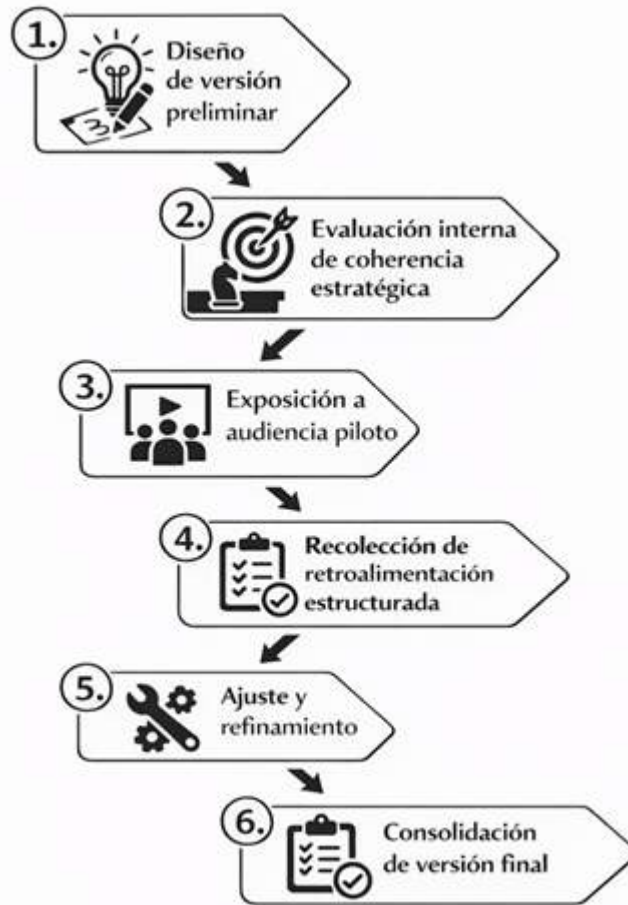 1.
Diseño
de versión
preliminar
2.
Evaluación interna
de coherencia
estratégica
3.
Exposición a
audiencia piloto
4.
Recolección de
retroalimentación
estructurada
5.
Ajuste y
refinamiento
6.
Consolidación
de versión final